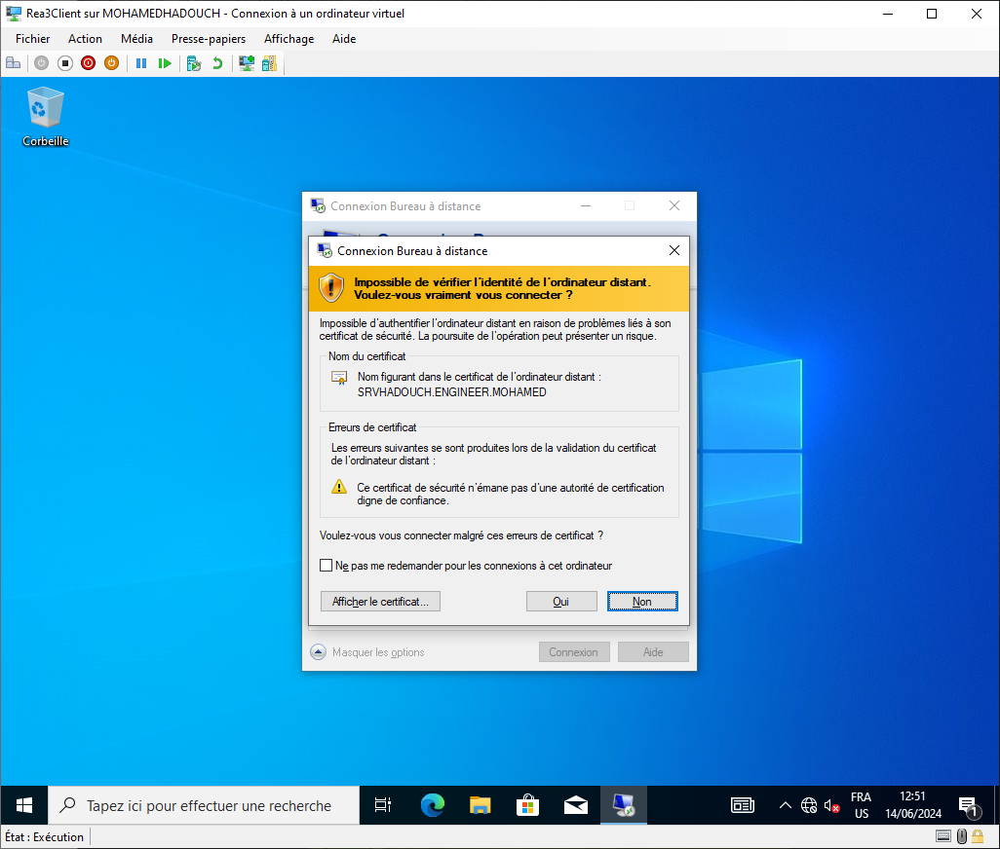 Rea3Client sur MOHAMEDHADOUCH - Connexion à un ordinateur virtuel
Fichier Action Média Presse-papiers Affichage Aide
Corbeille
Connexion Bureau à distance
Connexion Bureau à distance
Impossible de vérifier l'identité de l'ordinateur distant.
Voulez-vous vraiment vous connecter ?
Impossible d'authentifier l'ordinateur distant en raison de problèmes liés à son
certificat de sécurité. La poursuite de l'opération peut présenter un risque.
Nom du certificat
Nom figurant dans le certificat de l'ordinateur distant :
SRVHADOUCH.ENGINEER.MOHAMED
Erreurs de certificat
Les erreurs suivantes se sont produites lors de la validation du certificat
de l'ordinateur distant :
Ce certificat de sécurité n'émane pas d'une autorité de certification
digne de confiance.
Voulez-vous vous connecter malgré ces erreurs de certificat ?
Ne pas me redemander pour les connexions à cet ordinateur
Afficher le certificat... Oui Non
Masquer les options Connexion Aide
Tapez ici pour effectuer une recherche
FRA
US
12:51
14/06/2024
1
État : Exécution